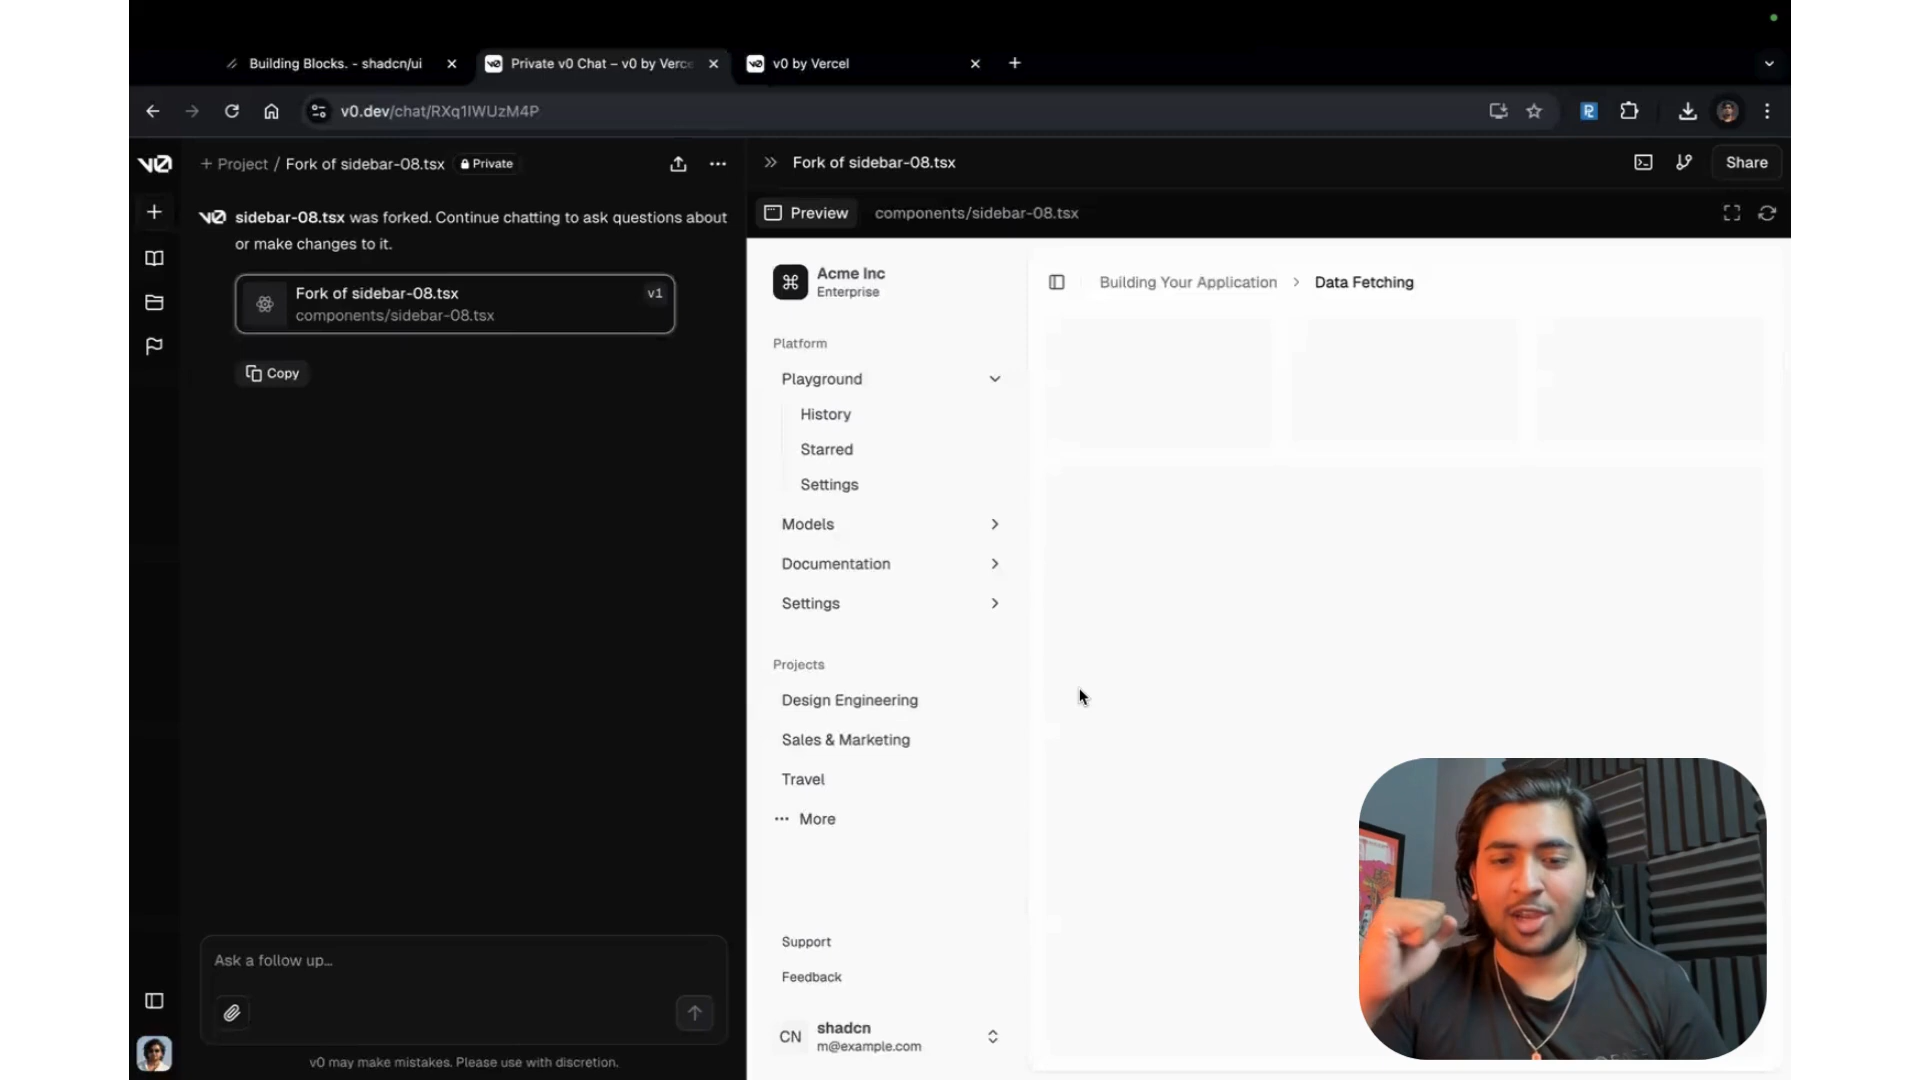 Building Blocks. - shadcn/ui
Private v0 Chat – v0 by Verce
v0 by Vercel
v0.dev/chat/RXq1IWUzM4P
v0
+ Project / Fork of sidebar-08.tsx Private
Fork of sidebar-08.tsx
Share
Preview components/sidebar-08.tsx
sidebar-08.tsx was forked. Continue chatting to ask questions about
or make changes to it.
Fork of sidebar-08.tsx v1
components/sidebar-08.tsx
Copy
Ask a follow up...
v0 may make mistakes. Please use with discretion.
Acme Inc
Enterprise
Platform
Playground
History
Starred
Settings
Models
Documentation
Settings
Projects
Design Engineering
Sales & Marketing
Travel
More
Support
Feedback
CN shadcn
m@example.com
Building Your Application > Data Fetching